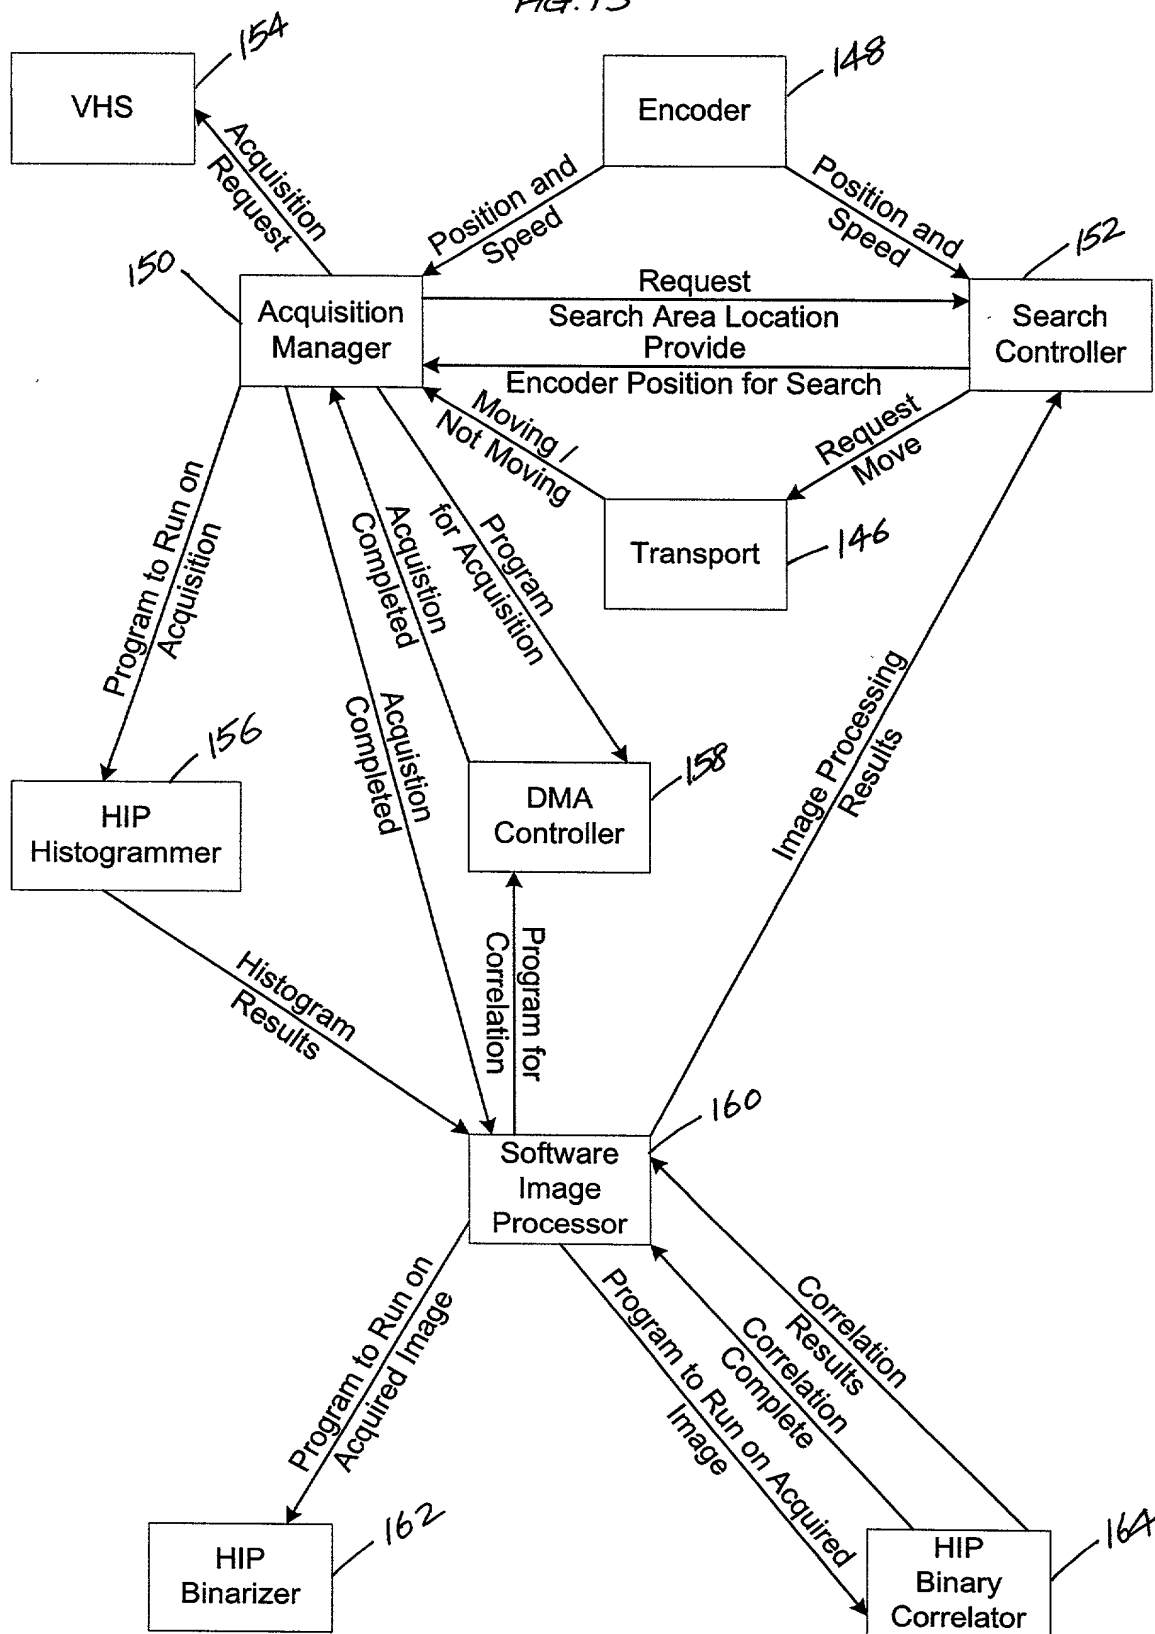 FIG. 13
154
VHS
148
Encoder
Acquisition
Request
Position and
Speed
Position and
Speed
152
150
Acquisition
Manager
Request
Search Area Location
Provide
Encoder Position for Search
Search
Controller
Moving /
Not Moving
Request
Move
Transport
146
Program to Run on
Acquisition
Acquistion
Completed
Program
for Acquisition
Acquistion
Completed
Image Processing
Results
156
HIP
Histogrammer
158
DMA
Controller
Histogram
Results
Program for
Correlation
160
Software
Image
Processor
Program to Run on
Acquired Image
Program to Run on Acquired
Image
Correlation
Complete
Correlation
Results
162
HIP
Binarizer
164
HIP
Binary
Correlator